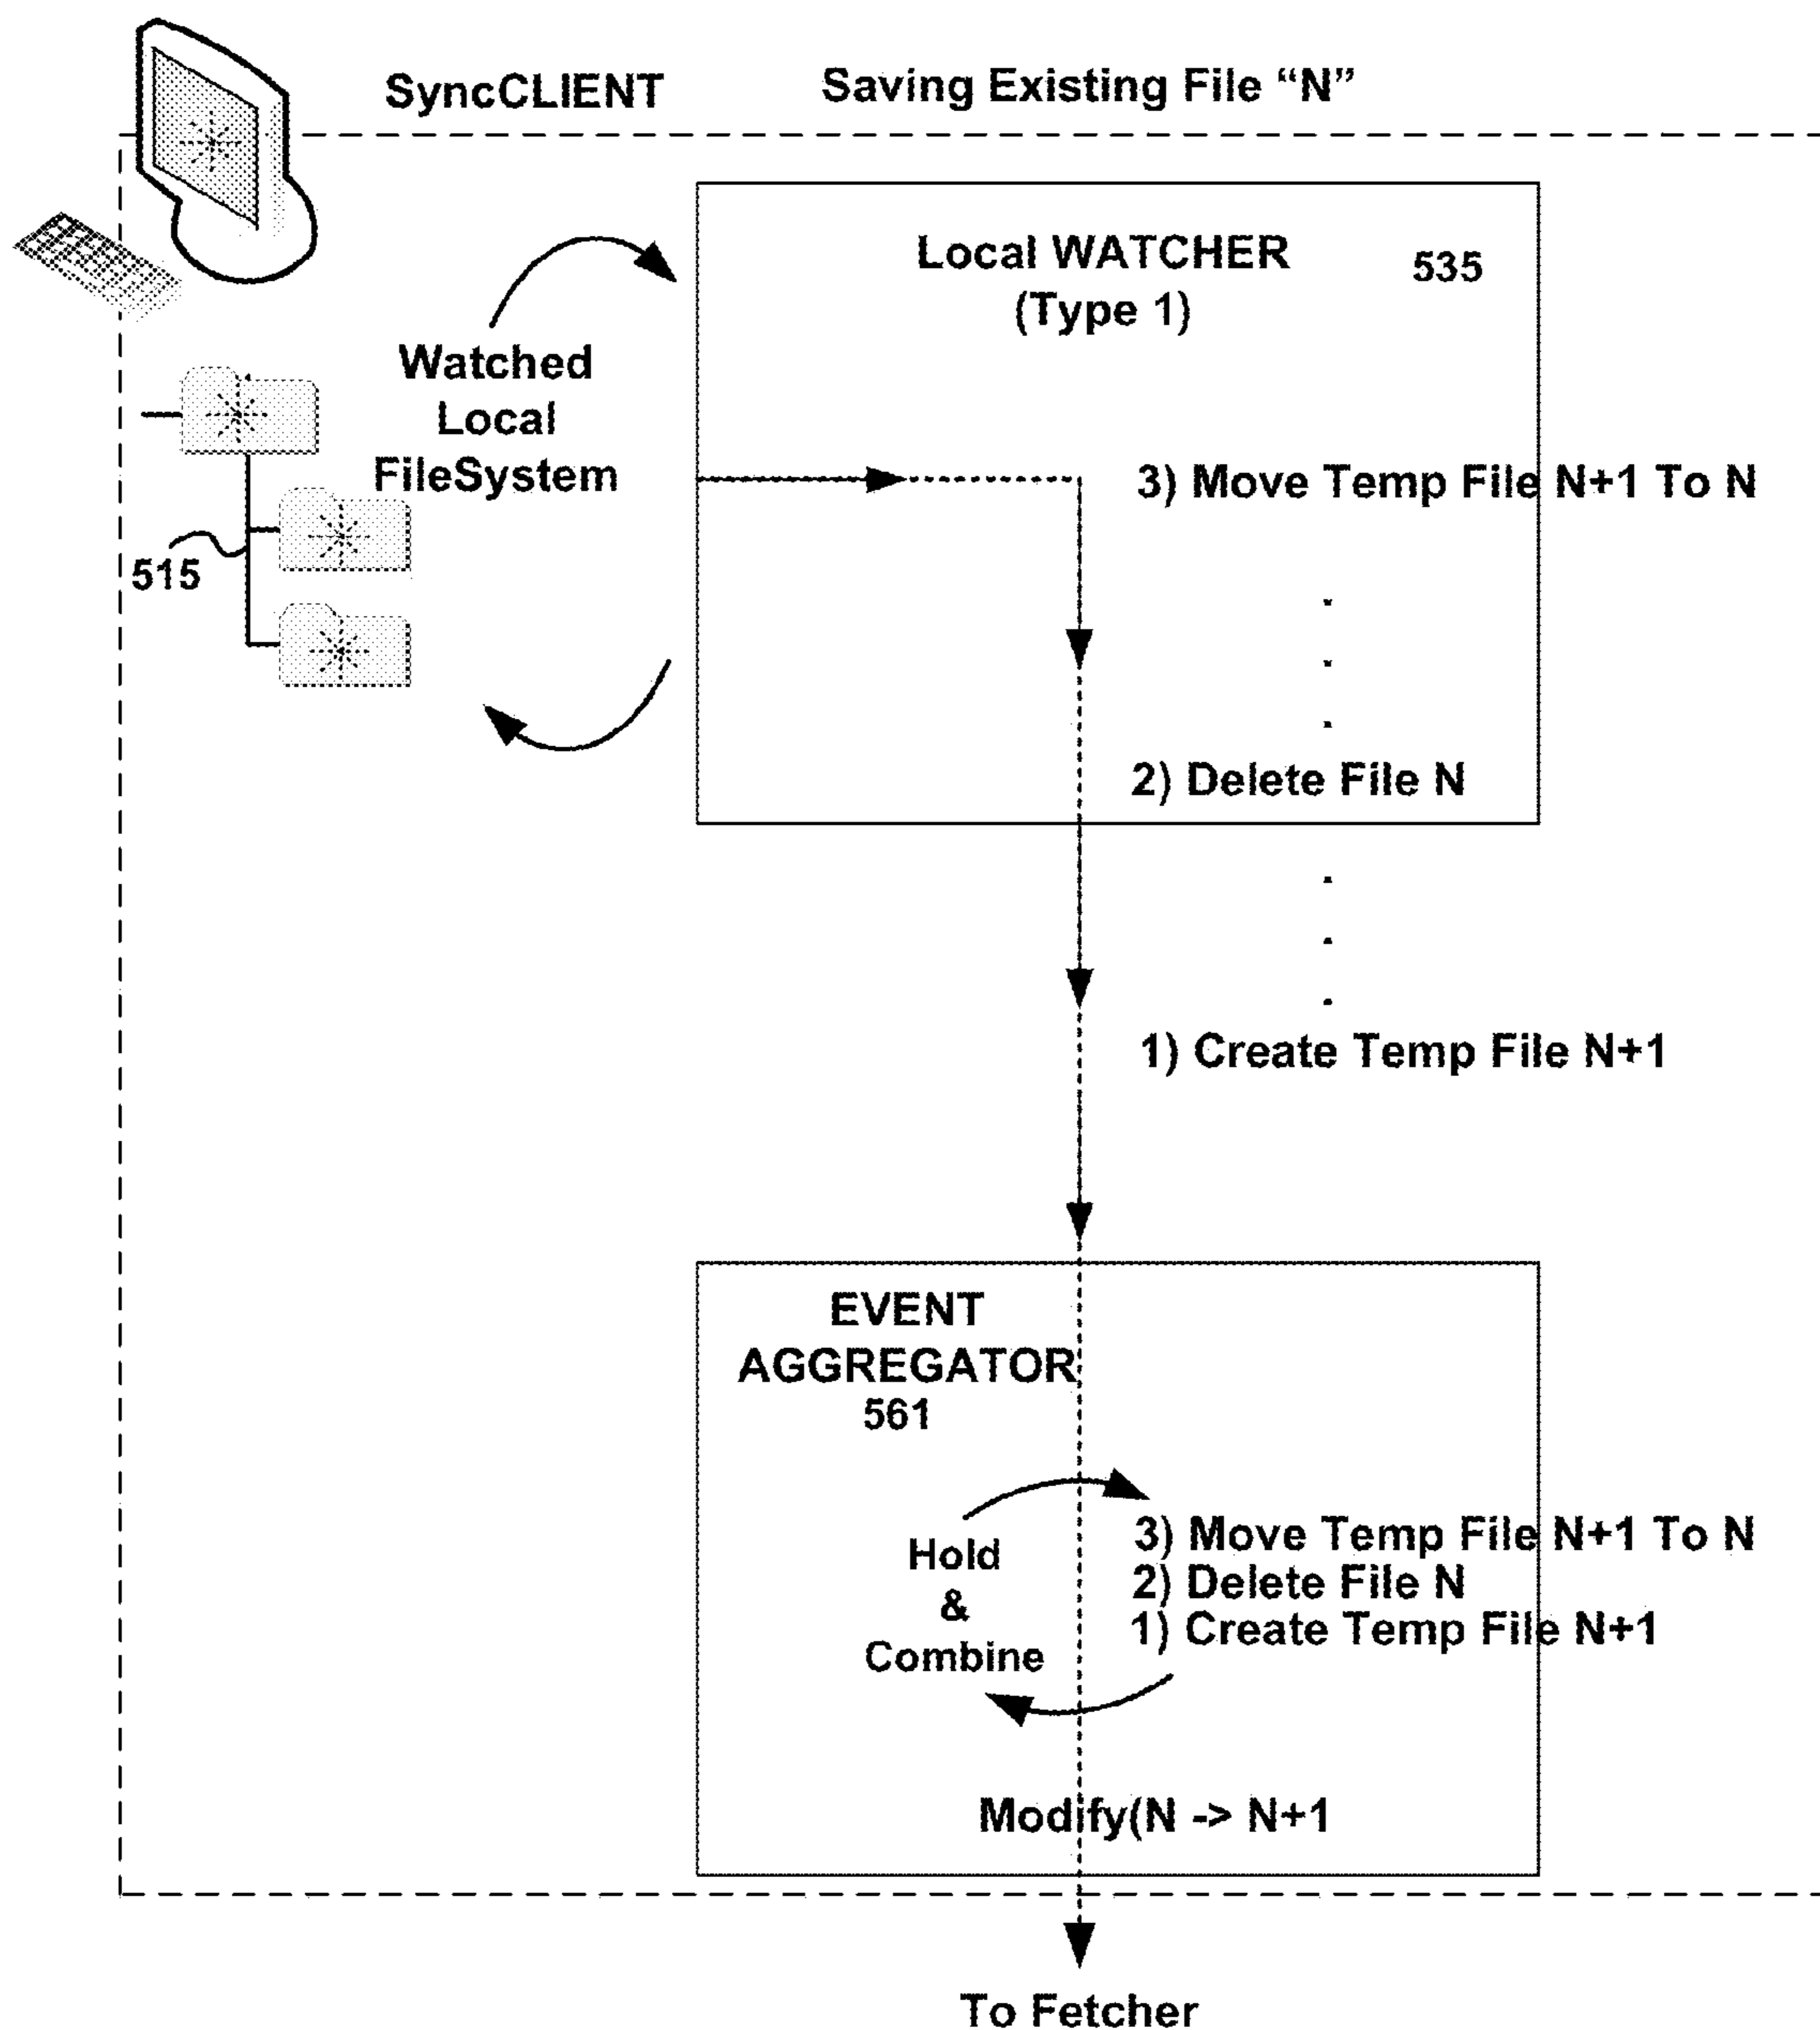 SyncCLIENT
Saving Existing File “N”
Local WATCHER
(Type 1)
535
Watched
Local
FileSystem
515
3) Move Temp File N+1 To N
2) Delete File N
1) Create Temp File N+1
EVENT
AGGREGATOR
561
Hold
&
Combine
3) Move Temp File N+1 To N
2) Delete File N
1) Create Temp File N+1
Modify(N -> N+1
To Fetcher